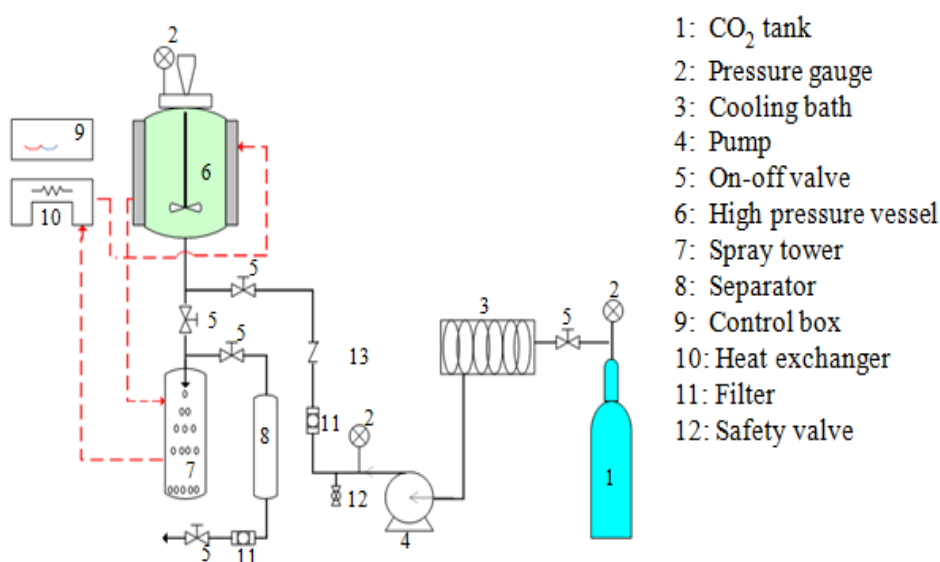 2
9
10
6
5
5
5
13
11
2
12
4
3
5
2
1
7
8
5
11
1: CO₂ tank
2: Pressure gauge
3: Cooling bath
4: Pump
5: On-off valve
6: High pressure vessel
7: Spray tower
8: Separator
9: Control box
10: Heat exchanger
11: Filter
12: Safety valve